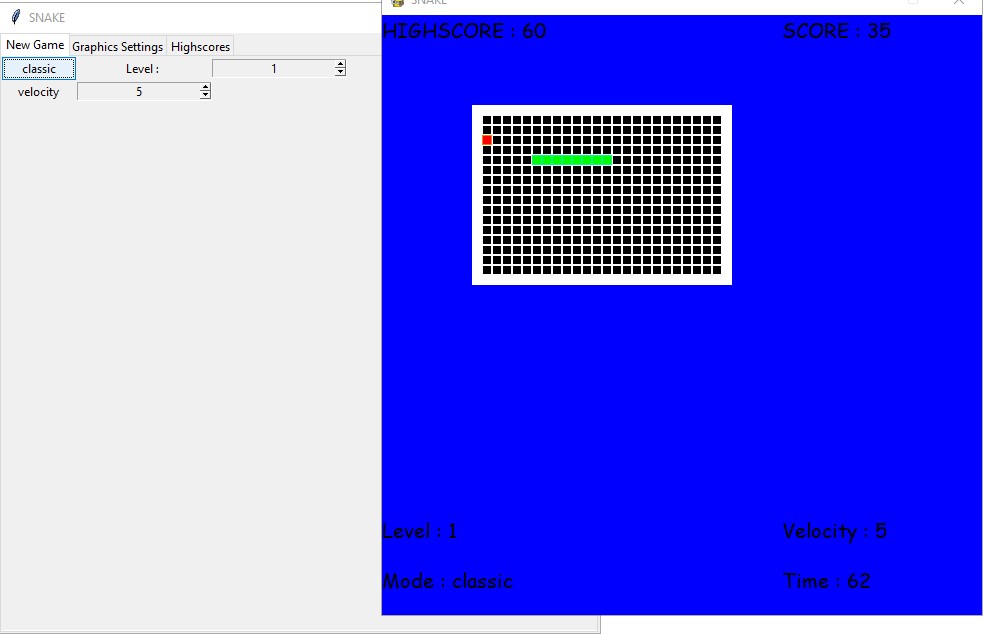 SNAKE
New Game Graphics Settings Highscores
classic Level : 1
velocity 5
SNAKE
HIGHSCORE : 60 SCORE : 35
Level : 1 Velocity : 5
Mode : classic Time : 62